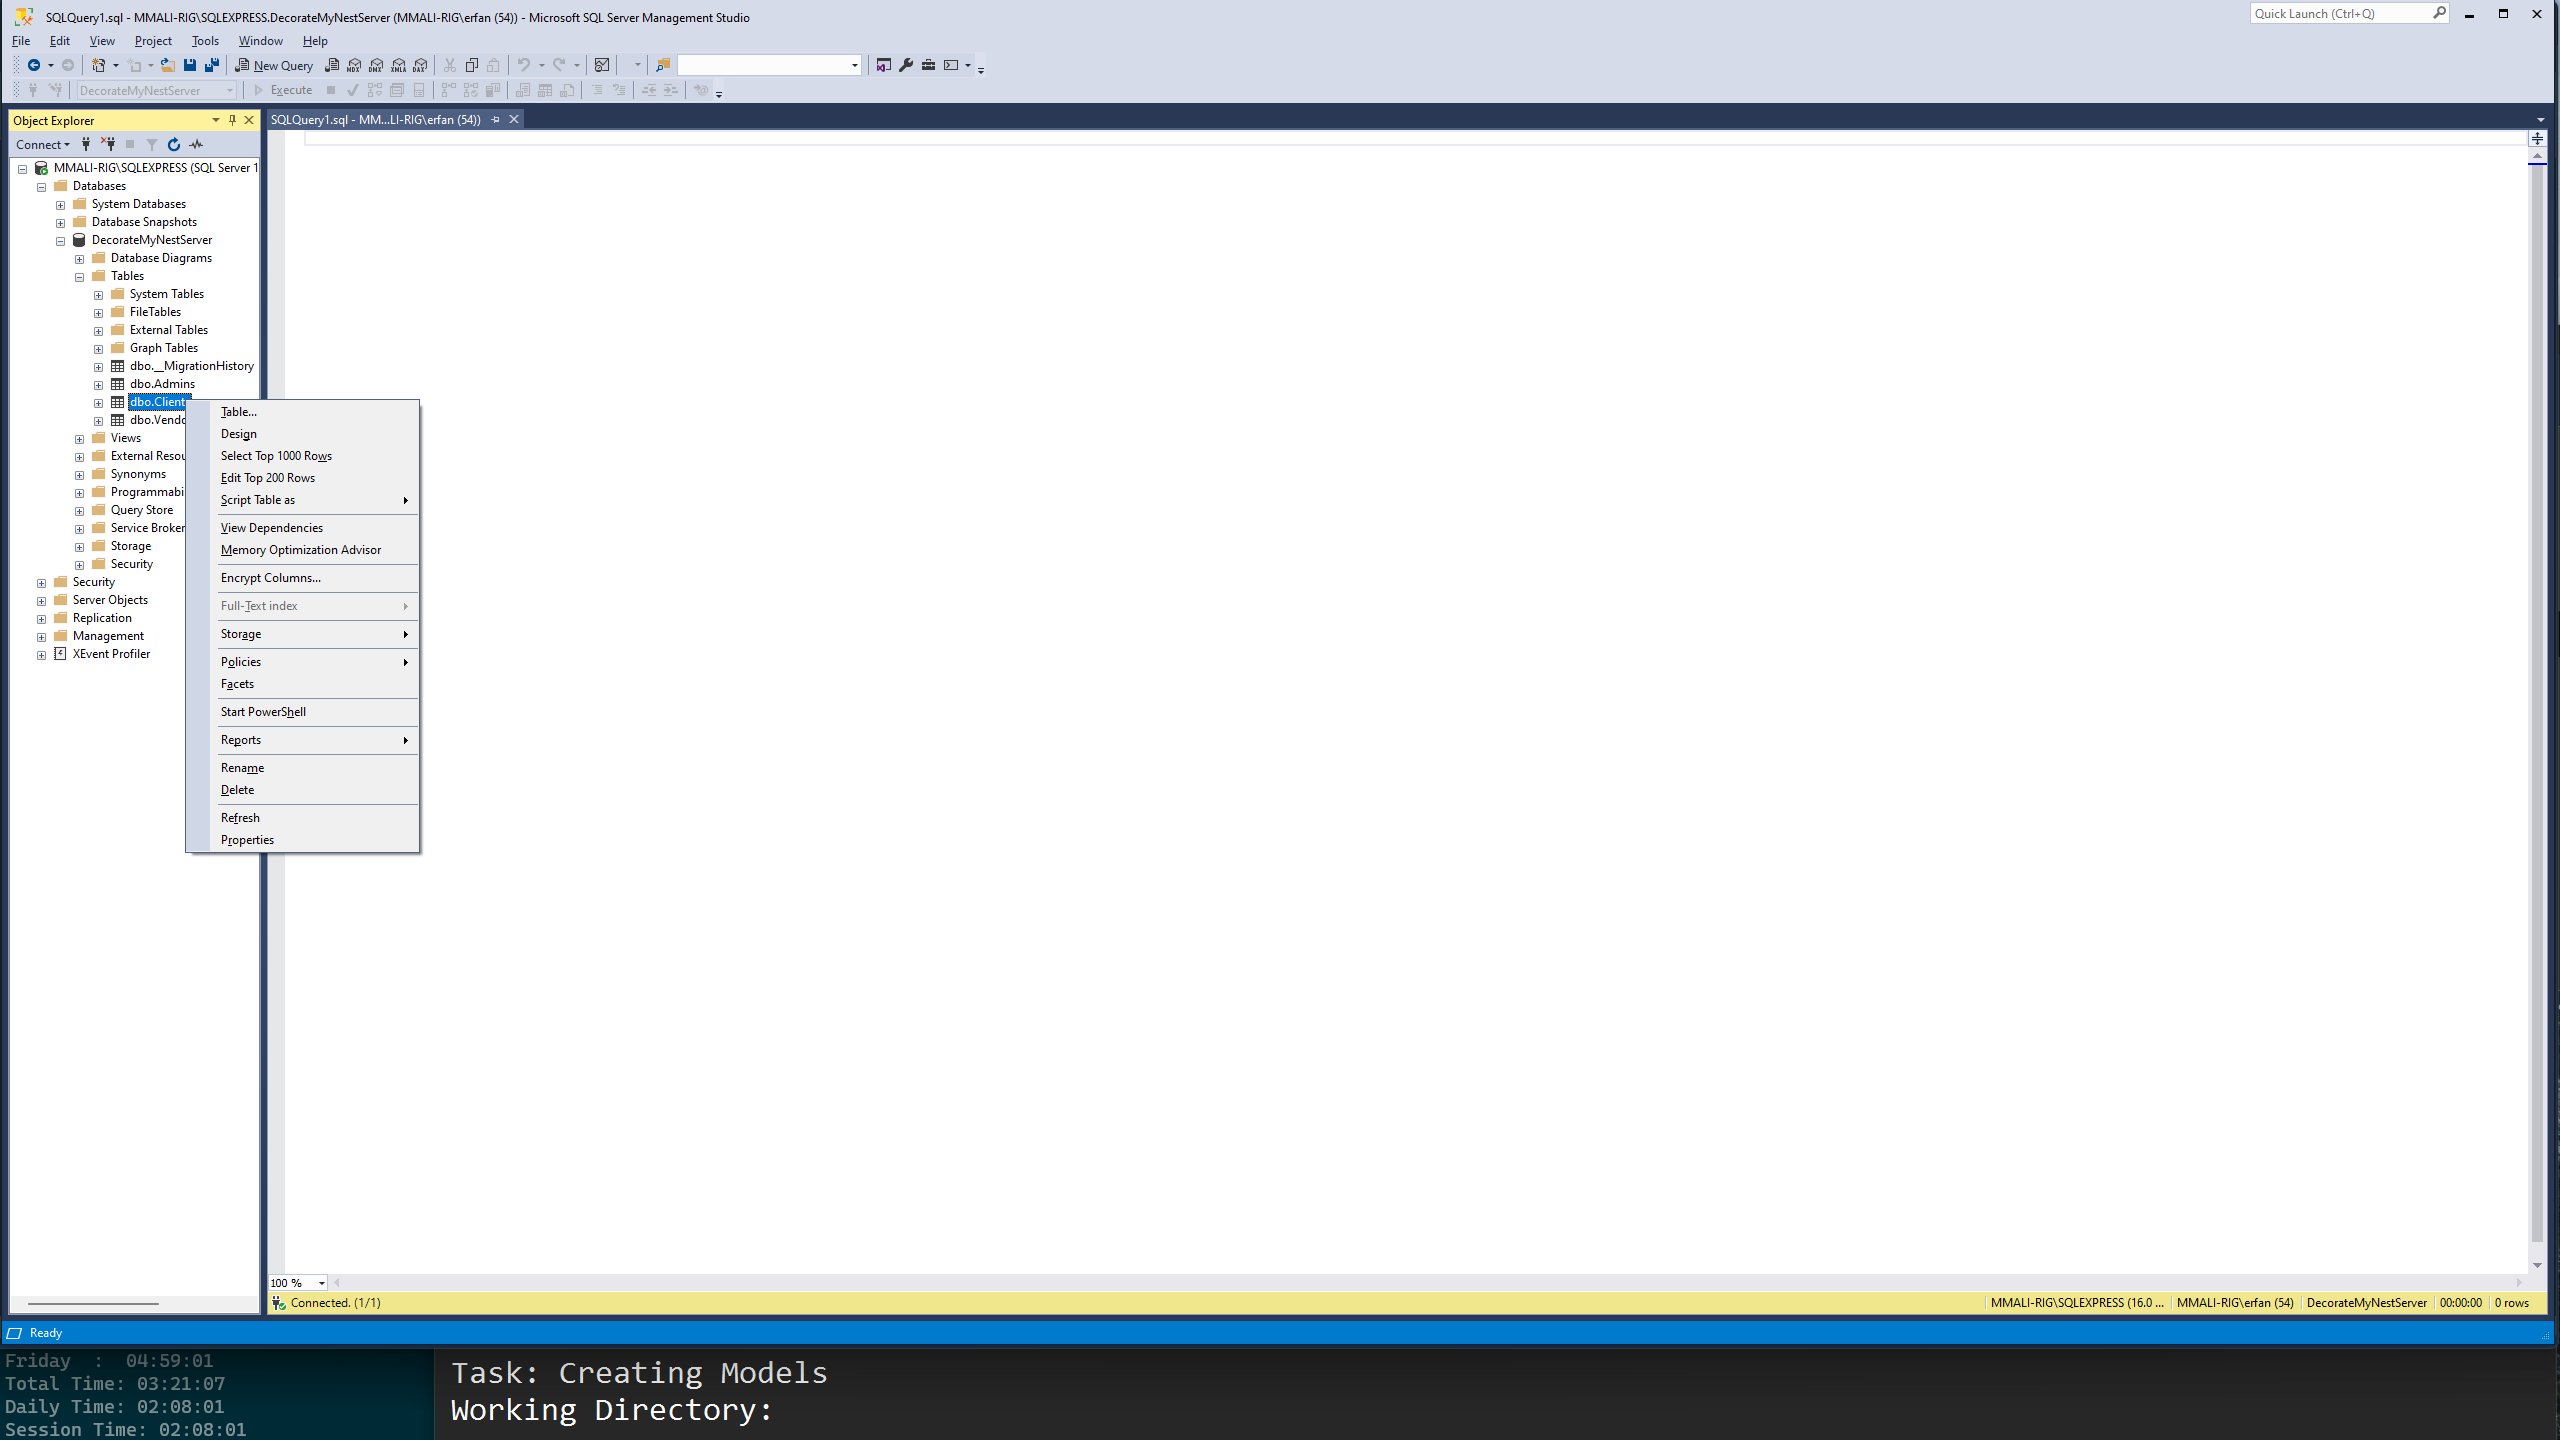 SQLQuery1.sql - MMALI-RIG\SQLEXPRESS.DecorateMyNestServer (MMALI-RIG\erfan (54)) - Microsoft SQL Server Management Studio
Quick Launch (Ctrl+Q)
File Edit View Project Tools Window Help
New Query
DecorateMyNestServer
Execute
Object Explorer
SQLQuery1.sql - MM...LI-RIG\erfan (54))
Connect
MMALI-RIG\SQLEXPRESS (SQL Server 1
Databases
System Databases
Database Snapshots
DecorateMyNestServer
Database Diagrams
Tables
System Tables
FileTables
External Tables
Graph Tables
dbo.__MigrationHistory
dbo.Admins
dbo.Client
dbo.Vendo
Views
External Resou
Synonyms
Programmabi
Query Store
Service Broker
Storage
Security
Security
Server Objects
Replication
Management
XEvent Profiler
Table...
Design
Select Top 1000 Rows
Edit Top 200 Rows
Script Table as
View Dependencies
Memory Optimization Advisor
Encrypt Columns...
Full-Text index
Storage
Policies
Facets
Start PowerShell
Reports
Rename
Delete
Refresh
Properties
100 %
Connected. (1/1)
MMALI-RIG\SQLEXPRESS (16.0 ... MMALI-RIG\erfan (54) DecorateMyNestServer 00:00:00 0 rows
Ready
Friday : 04:59:01
Total Time: 03:21:07
Daily Time: 02:08:01
Session Time: 02:08:01
Task: Creating Models
Working Directory: